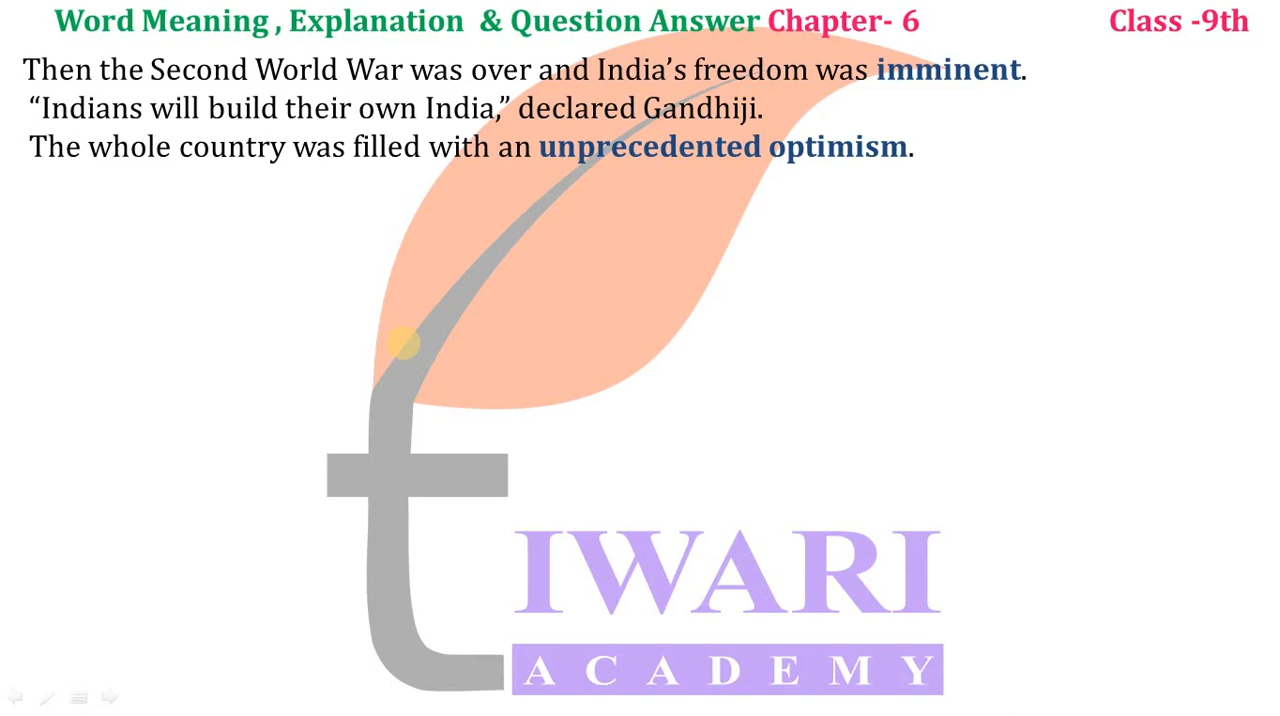 Word Meaning , Explanation & Question Answer Chapter- 6 Class -9th
Then the Second World War was over and India’s freedom was imminent.
“Indians will build their own India,” declared Gandhiji.
The whole country was filled with an unprecedented optimism.
tIWARI
ACADEMY